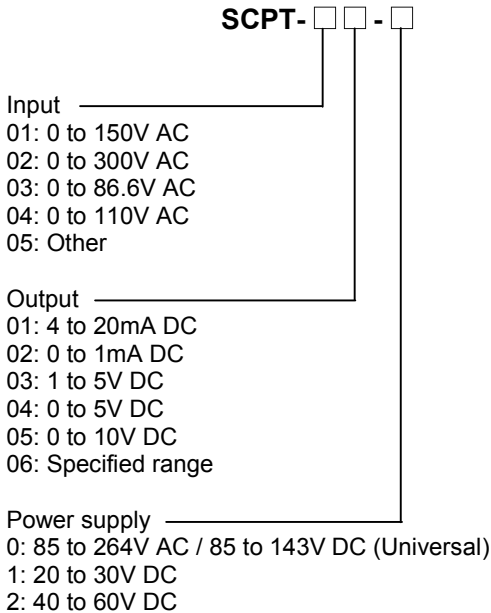 SCPT-□□-□
Input
01: 0 to 150V AC
02: 0 to 300V AC
03: 0 to 86.6V AC
04: 0 to 110V AC
05: Other
Output
01: 4 to 20mA DC
02: 0 to 1mA DC
03: 1 to 5V DC
04: 0 to 5V DC
05: 0 to 10V DC
06: Specified range
Power supply
0: 85 to 264V AC / 85 to 143V DC (Universal)
1: 20 to 30V DC
2: 40 to 60V DC